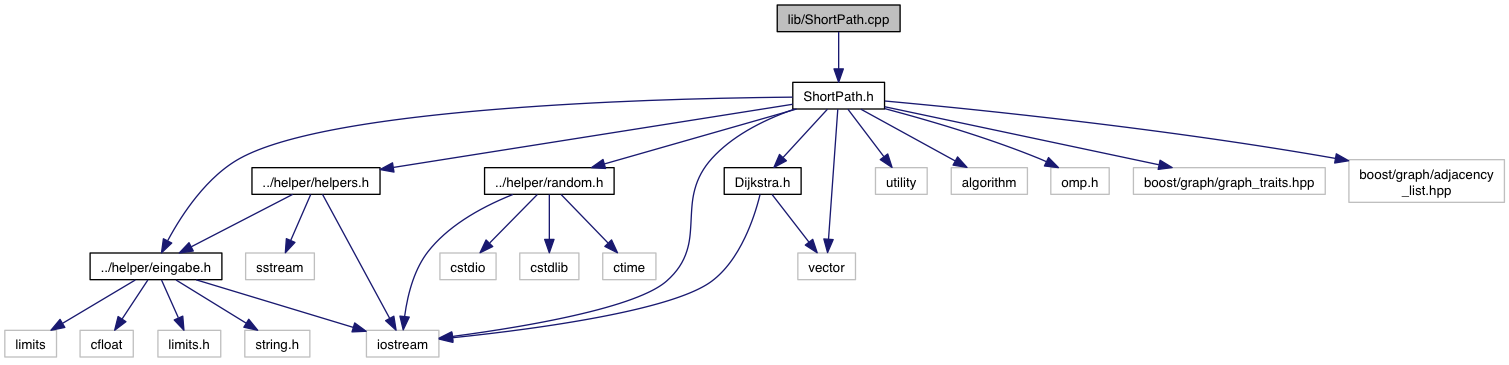 lib/ShortPath.cpp
ShortPath.h
../helper/helpers.h
../helper/random.h
Dijkstra.h
utility
algorithm
omp.h
boost/graph/graph_traits.hpp
boost/graph/adjacency
_list.hpp
../helper/eingabe.h
sstream
cstdio
cstdlib
ctime
vector
limits
cfloat
limits.h
string.h
iostream